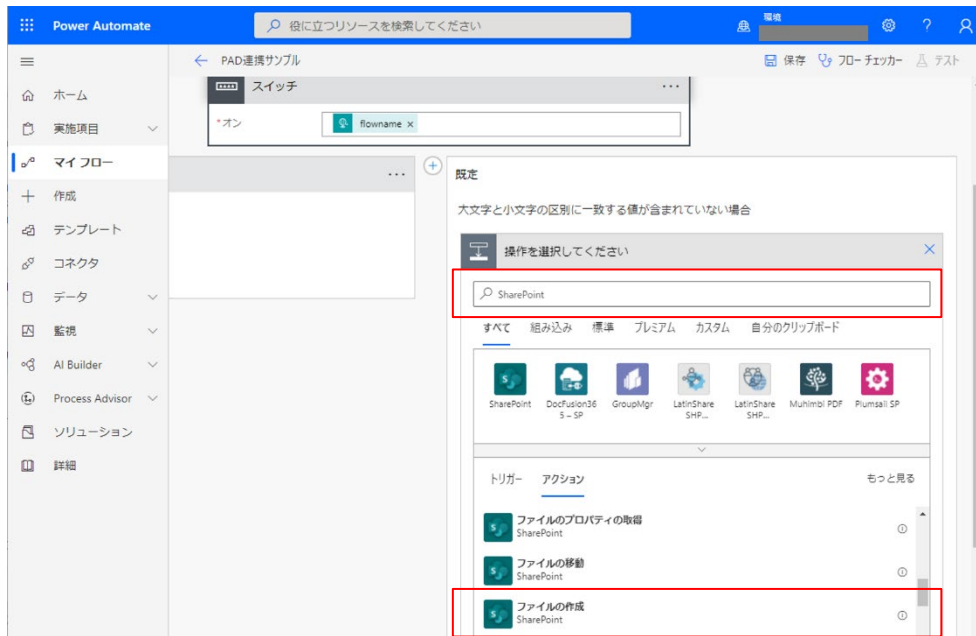 Power Automate
役に立つリソースを検索してください
環境
PAD連携サンプル
保存
フロー チェッカー
テスト
ホーム
実施項目
マイ フロー
作成
テンプレート
コネクタ
データ
監視
AI Builder
Process Advisor
ソリューション
詳細
スイッチ
*オン
flowname ×
既定
大文字と小文字の区別に一致する値が含まれていない場合
操作を選択してください
SharePoint
すべて 組み込み 標準 プレミアム カスタム 自分のクリップボード
SharePoint DocFusion36 GroupMgr LatinShare LatinShare Muhimbi PDF Plumsail SP
5 – SP SHP... SHP...
トリガー アクション もっと見る
ファイルのプロパティの取得
SharePoint
ファイルの移動
SharePoint
ファイルの作成
SharePoint